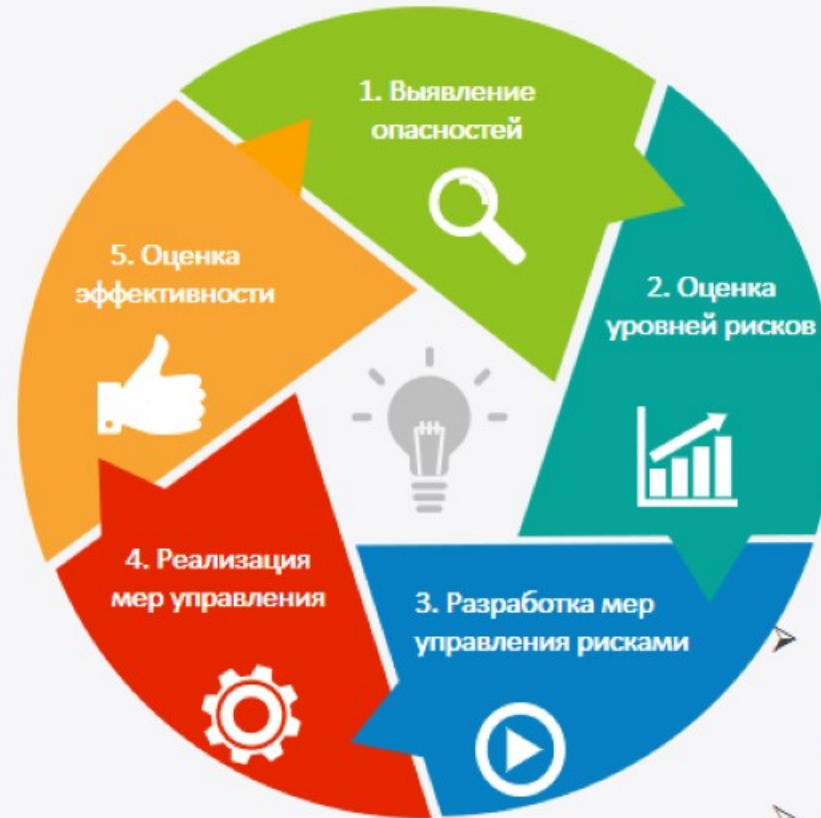 1. Выявление
опасностей
2. Оценка
уровней рисков
3. Разработка мер
управления рисками
4. Реализация
мер управления
5. Оценка
эффективности